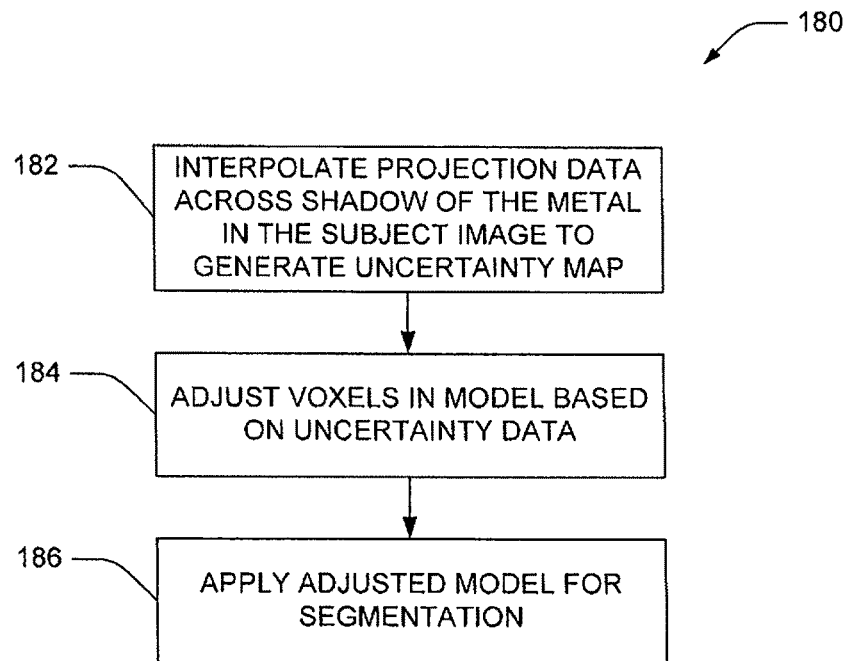 180
182
INTERPOLATE PROJECTION DATA
ACROSS SHADOW OF THE METAL
IN THE SUBJECT IMAGE TO
GENERATE UNCERTAINTY MAP
184
ADJUST VOXELS IN MODEL BASED
ON UNCERTAINTY DATA
186
APPLY ADJUSTED MODEL FOR
SEGMENTATION